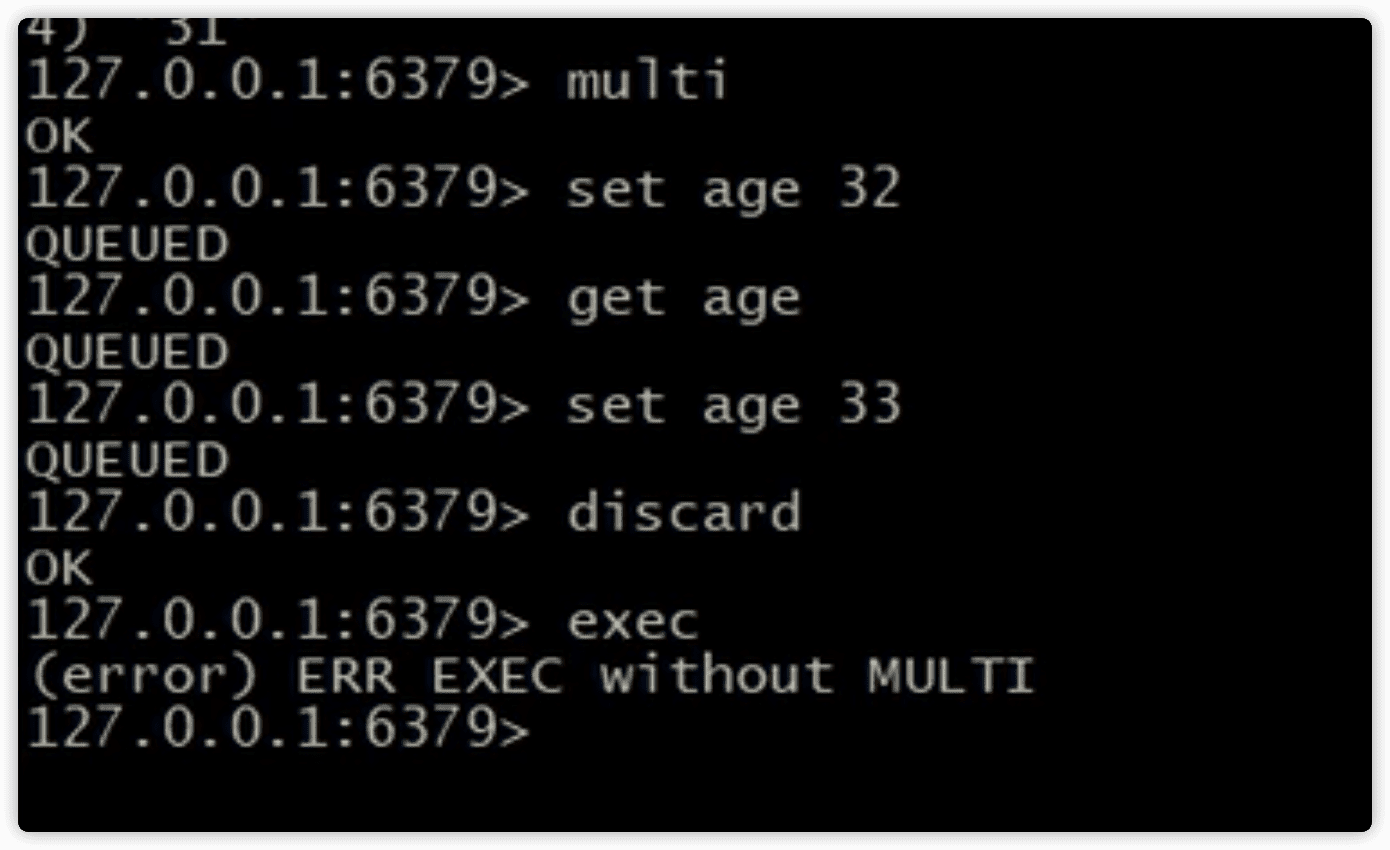 4) "31"
127.0.0.1:6379> multi
OK
127.0.0.1:6379> set age 32
QUEUED
127.0.0.1:6379> get age
QUEUED
127.0.0.1:6379> set age 33
QUEUED
127.0.0.1:6379> discard
OK
127.0.0.1:6379> exec
(error) ERR EXEC without MULTI
127.0.0.1:6379>